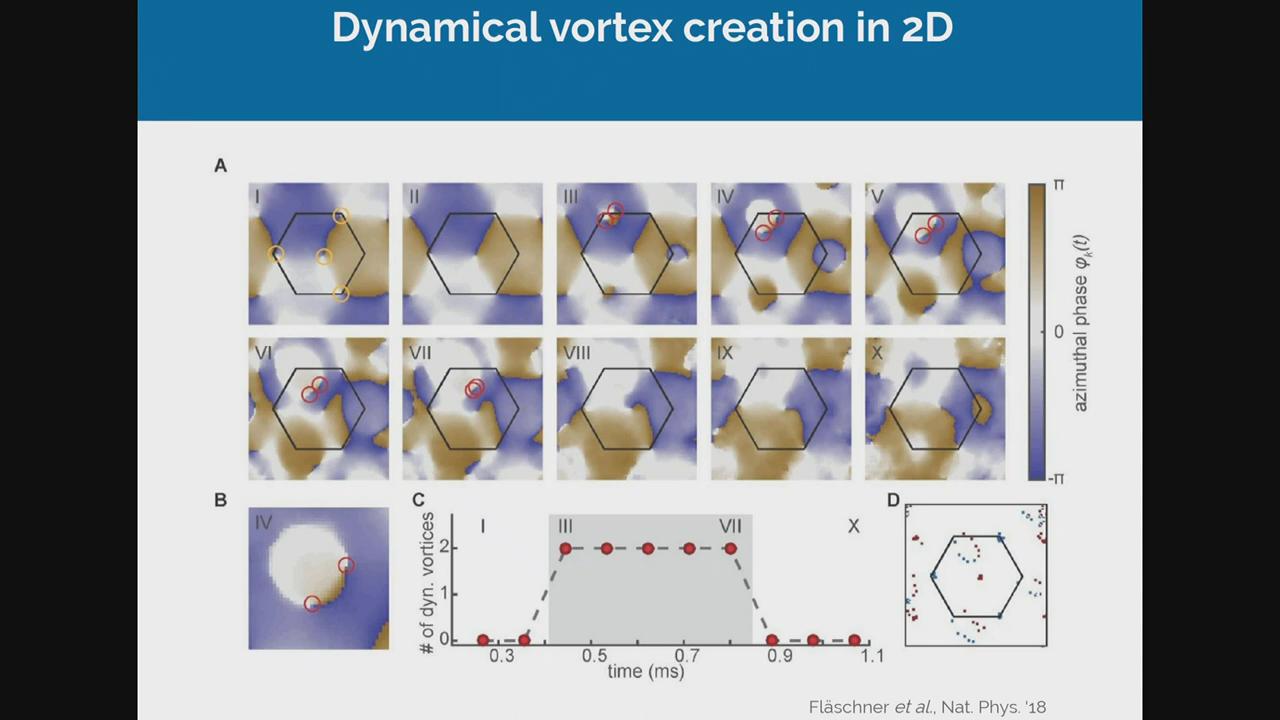 Dynamical vortex creation in 2D
A
I II III IV V
π
0
-π
azimuthal phase φk(t)
VI VII VIII IX X
B
IV
C
I III VII X
# of dyn. vortices
2
1
0
0.3 0.5 0.7 0.9 1.1
time (ms)
D
Fläschner et al., Nat. Phys. '18